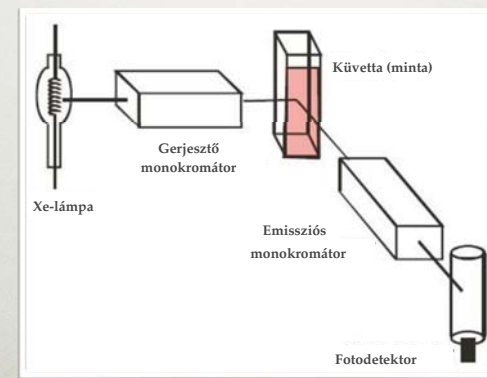 Küvetta (minta)
Gerjesztő
monokromátor
Xe-lámpa
Emissziós
monokromátor
Fotodetektor